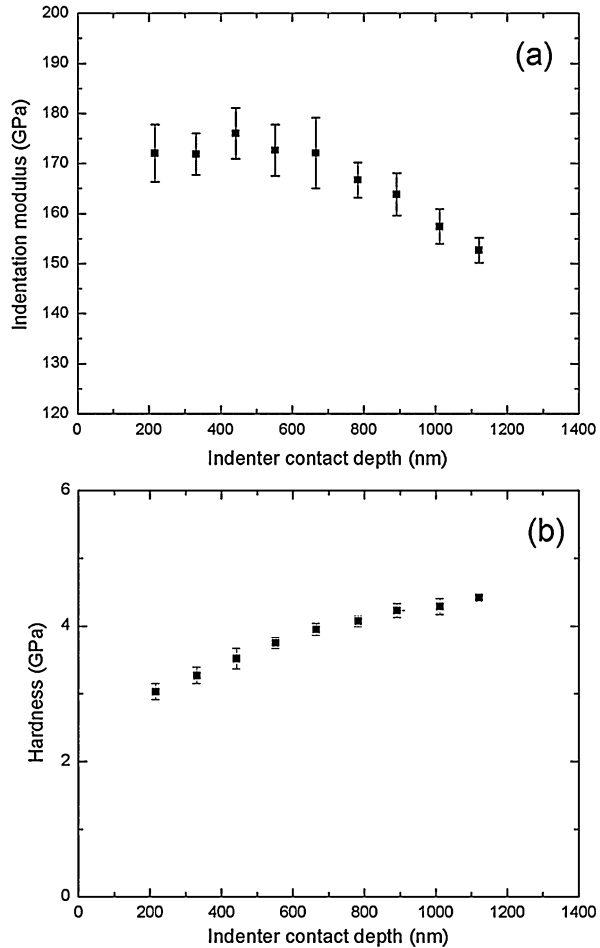 200
(a)
190
180
170
160
150
140
130
120
Indentation modulus (GPa)
0 200 400 600 800 1000 1200 1400
Indenter contact depth (nm)
6
(b)
4
2
0
Hardness (GPa)
0 200 400 600 800 1000 1200 1400
Indenter contact depth (nm)